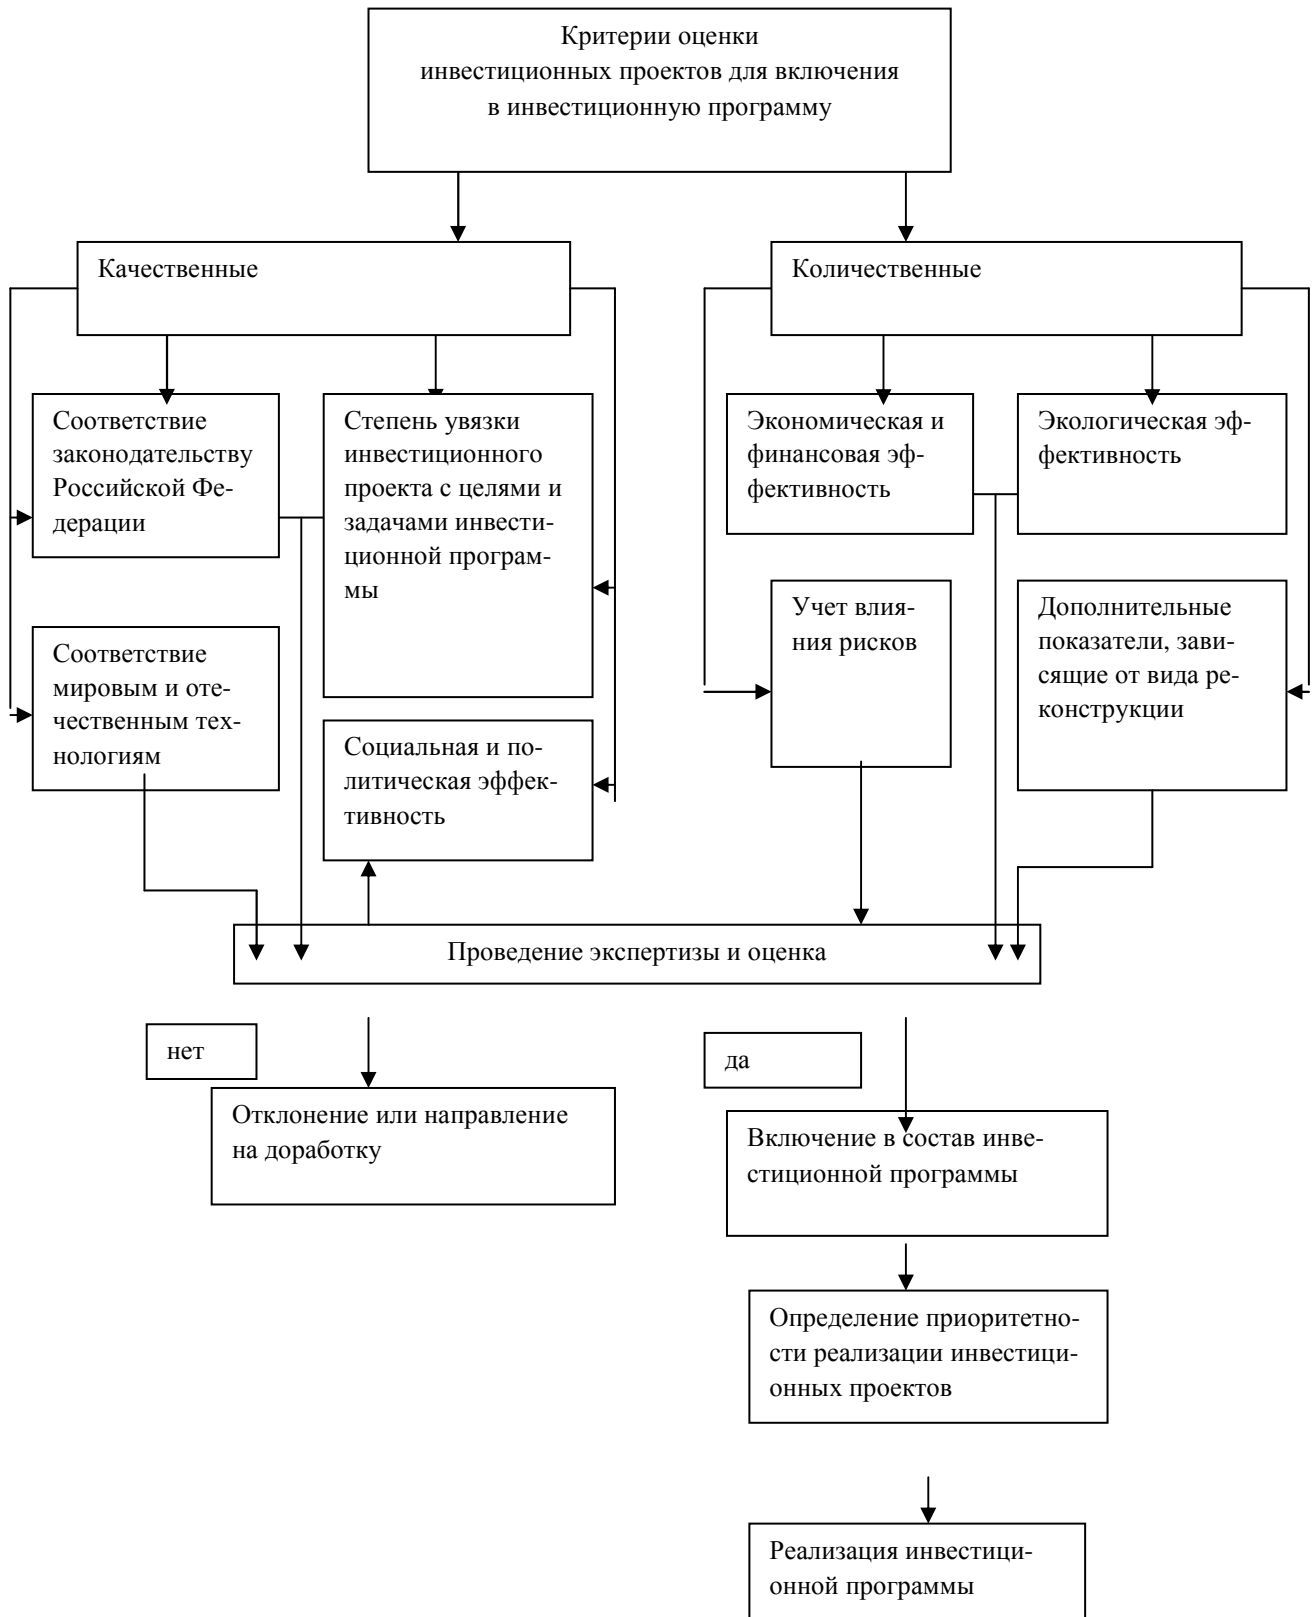 Критерии оценки
инвестиционных проектов для включения
в инвестиционную программу
Качественные
Количественные
Соответствие
законодательству
Российской Фе-
дерации
Степень увязки
инвестиционного
проекта с целями и
задачами инвести-
ционной програм-
мы
Экономическая и
финансовая эф-
фективность
Экологическая эф-
фективность
Соответствие
мировым и оте-
чественным тех-
нологиям
Социальная и по-
литическая эффек-
тивность
Учет влия-
ния рисков
Дополнительные
показатели, зави-
сящие от вида ре-
конструкции
Проведение экспертизы и оценка
нет
да
Отклонение или направление
на доработку
Включение в состав инве-
стиционной программы
Определение приоритетно-
сти реализации инвестици-
онных проектов
Реализация инвестици-
онной программы